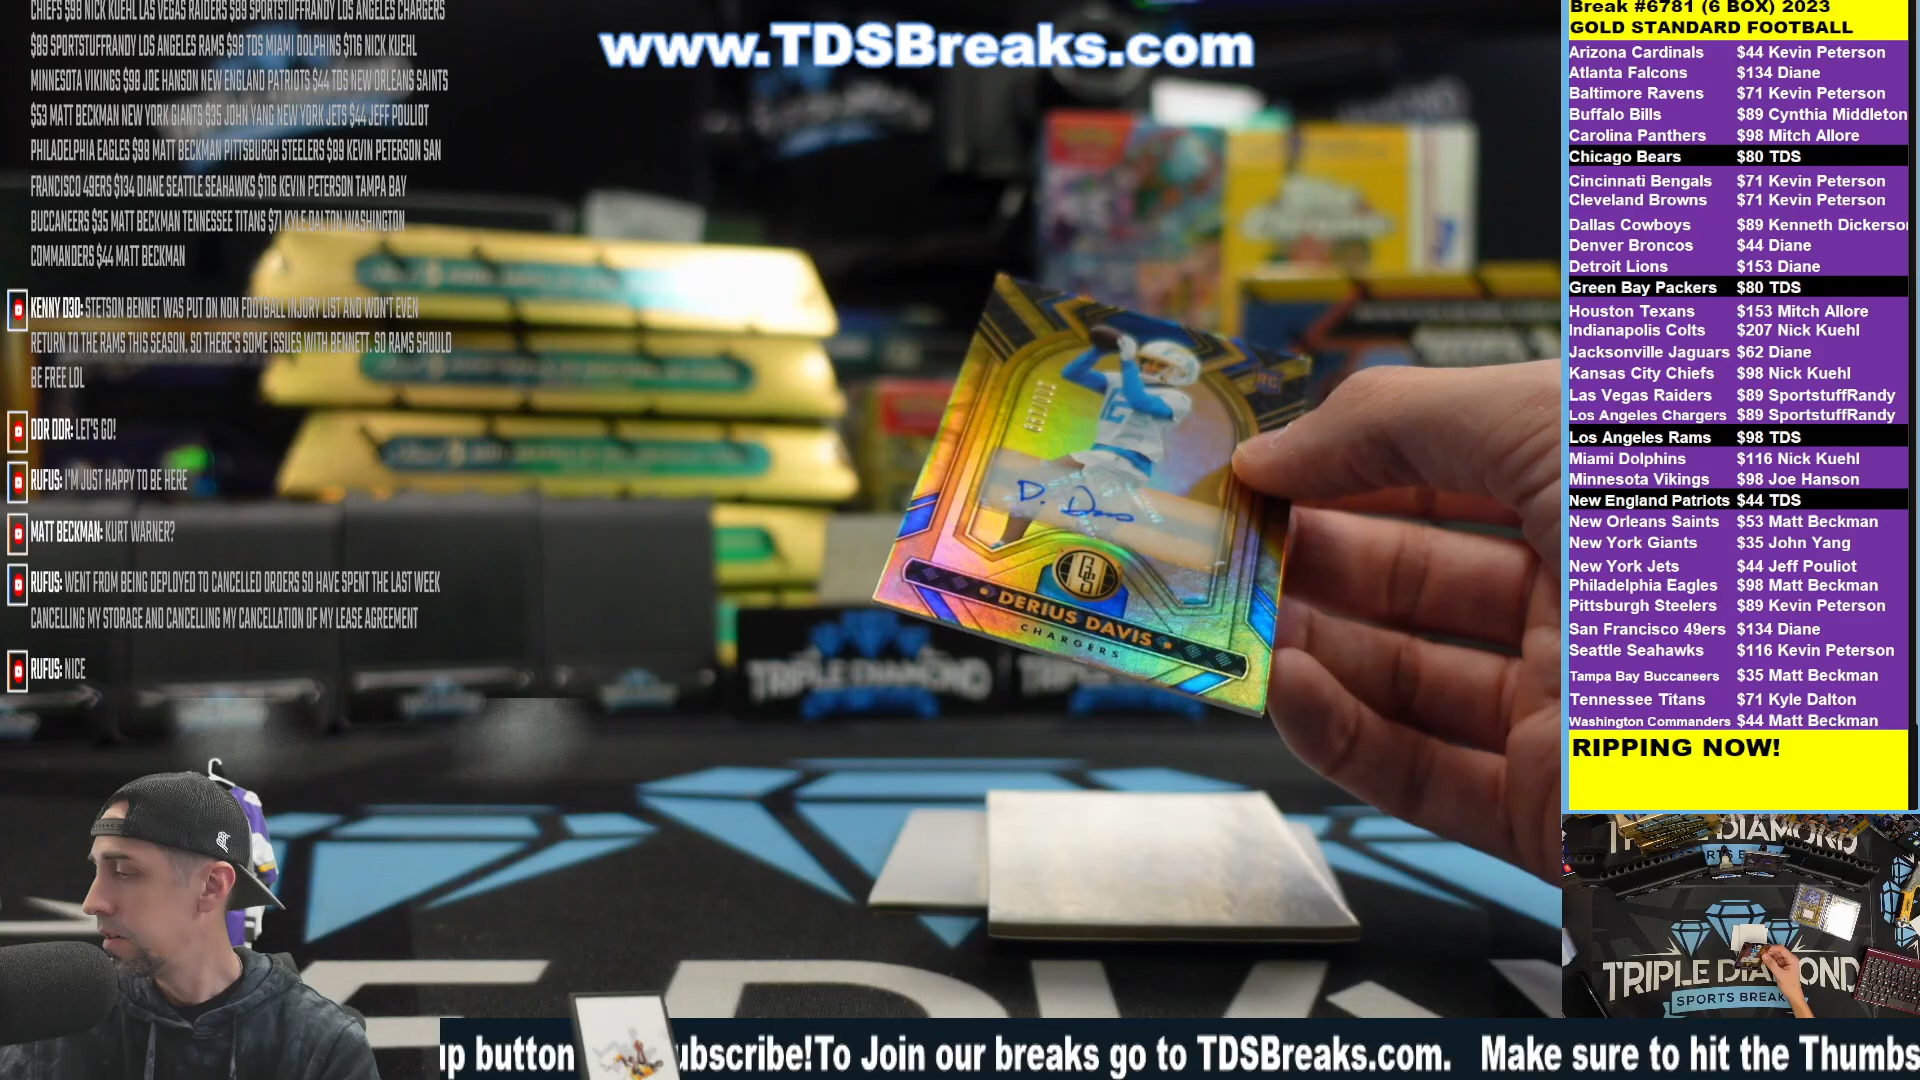 CHIEFS $98 NICK KUEHL LAS VEGAS RAIDERS $89 SPORTSTUFFRANDY LOS ANGELES CHARGERS
$89 SPORTSTUFFRANDY LOS ANGELES RAMS $98 TDS MIAMI DOLPHINS $116 NICK KUEHL
MINNESOTA VIKINGS $98 JOE HANSON NEW ENGLAND PATRIOTS $44 TDS NEW ORLEANS SAINTS
$53 MATT BECKMAN NEW YORK GIANTS $35 JOHN YANG NEW YORK JETS $44 JEFF POULIOT
PHILADELPHIA EAGLES $98 MATT BECKMAN PITTSBURGH STEELERS $89 KEVIN PETERSON SAN
FRANCISCO 49ERS $134 DIANE SEATTLE SEAHAWKS $116 KEVIN PETERSON TAMPA BAY
BUCCANEERS $35 MATT BECKMAN TENNESSEE TITANS $71 KYLE DALTON WASHINGTON
COMMANDERS $44 MATT BECKMAN
KENNY D30: STETSON BENNET WAS PUT ON NON FOOTBALL INJURY LIST AND WON'T EVEN
RETURN TO THE RAMS THIS SEASON. SO THERE'S SOME ISSUES WITH BENNETT. SO RAMS SHOULD
BE FREE LOL
DOR DOR: LET'S GO!
RUFUS: I'M JUST HAPPY TO BE HERE
MATT BECKMAN: KURT WARNER?
RUFUS: WENT FROM BEING DEPLOYED TO CANCELLED ORDERS SO HAVE SPENT THE LAST WEEK
CANCELLING MY STORAGE AND CANCELLING MY CANCELLATION OF MY LEASE AGREEMENT
RUFUS: NICE
www.TDSBreaks.com
RC
12
D. Davis
GS
DERIUS DAVIS
CHARGERS
TRIPLE DIAMOND
Break #6781 (6 BOX) 2023
GOLD STANDARD FOOTBALL
Arizona Cardinals $44 Kevin Peterson
Atlanta Falcons $134 Diane
Baltimore Ravens $71 Kevin Peterson
Buffalo Bills $89 Cynthia Middleton
Carolina Panthers $98 Mitch Allore
Chicago Bears $80 TDS
Cincinnati Bengals $71 Kevin Peterson
Cleveland Browns $71 Kevin Peterson
Dallas Cowboys $89 Kenneth Dickerso
Denver Broncos $44 Diane
Detroit Lions $153 Diane
Green Bay Packers $80 TDS
Houston Texans $153 Mitch Allore
Indianapolis Colts $207 Nick Kuehl
Jacksonville Jaguars $62 Diane
Kansas City Chiefs $98 Nick Kuehl
Las Vegas Raiders $89 SportstuffRandy
Los Angeles Chargers $89 SportstuffRandy
Los Angeles Rams $98 TDS
Miami Dolphins $116 Nick Kuehl
Minnesota Vikings $98 Joe Hanson
New England Patriots $44 TDS
New Orleans Saints $53 Matt Beckman
New York Giants $35 John Yang
New York Jets $44 Jeff Pouliot
Philadelphia Eagles $98 Matt Beckman
Pittsburgh Steelers $89 Kevin Peterson
San Francisco 49ers $134 Diane
Seattle Seahawks $116 Kevin Peterson
Tampa Bay Buccaneers $35 Matt Beckman
Tennessee Titans $71 Kyle Dalton
Washington Commanders $44 Matt Beckman
RIPPING NOW!
TRIPLE DIAMOND
SPORTS BREAK
up button ubscribe!To Join our breaks go to TDSBreaks.com. Make sure to hit the Thumbs